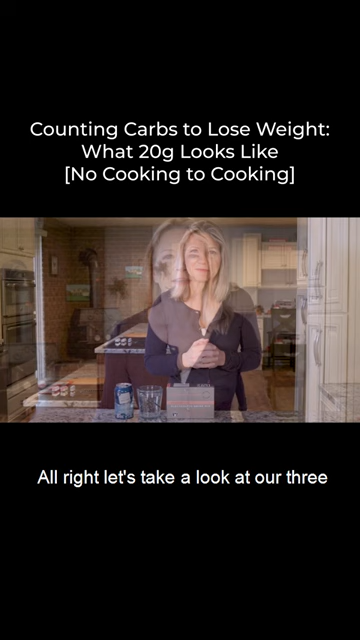 Counting Carbs to Lose Weight:
What 20g Looks Like
[No Cooking to Cooking]
All right let's take a look at our three